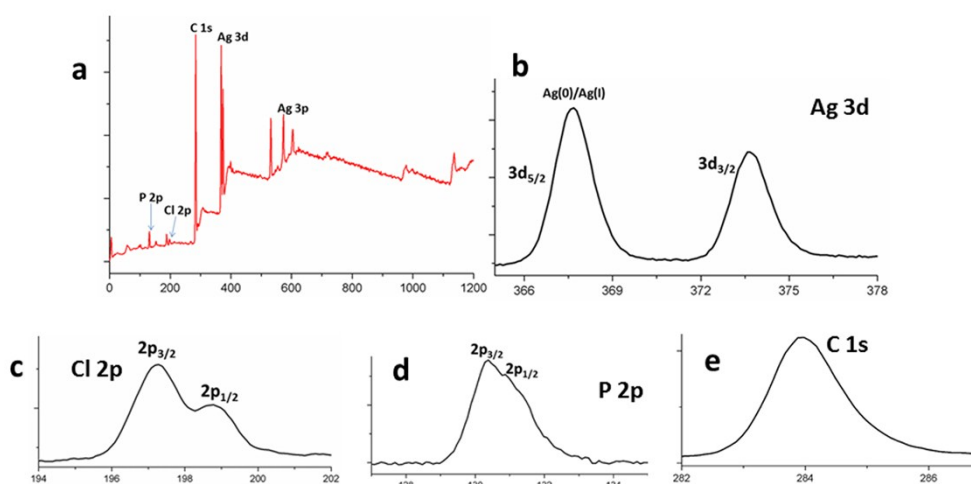 a
C 1s
Ag 3d
Ag 3p
P 2p
Cl 2p
0 200 400 600 800 1000 1200
b
Ag(0)/Ag(I)
Ag 3d
3d5/2
3d3/2
366 369 372 375 378
c
Cl 2p
2p3/2
2p1/2
194 196 198 200 202
d
2p3/2
2p1/2
P 2p
e
C 1s
282 284 286